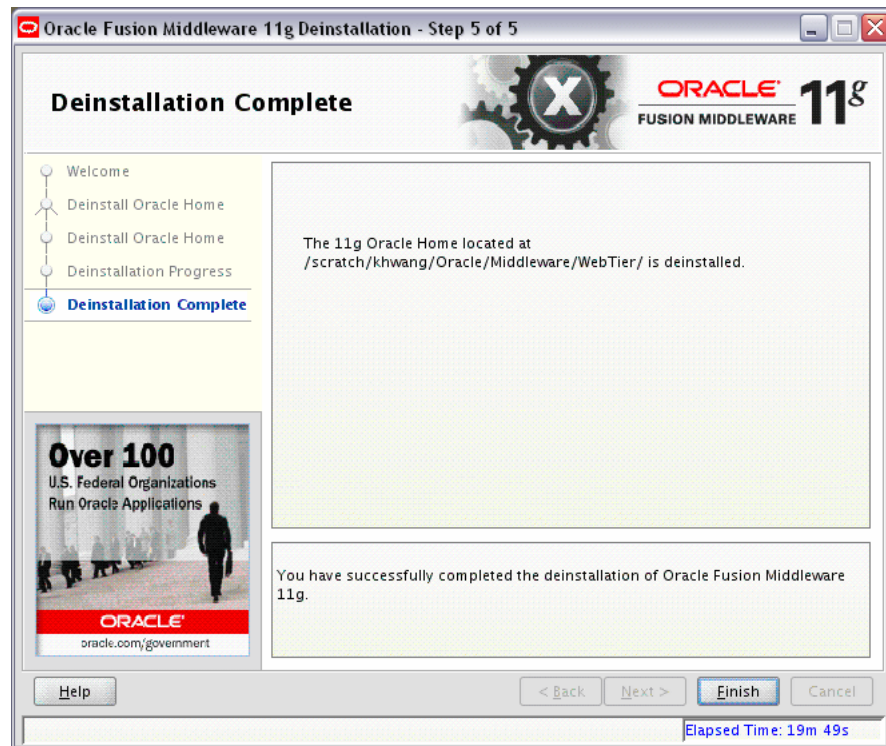 Oracle Fusion Middleware 11g Deinstallation - Step 5 of 5
Deinstallation Complete
X
ORACLE
FUSION MIDDLEWARE
11g
Welcome
Deinstall Oracle Home
Deinstall Oracle Home
Deinstallation Progress
Deinstallation Complete
The 11g Oracle Home located at
/scratch/khwang/Oracle/Middleware/WebTier/ is deinstalled.
Over 100
U.S. Federal Organizations
Run Oracle Applications
ORACLE
oracle.com/government
You have successfully completed the deinstallation of Oracle Fusion Middleware
11g.
Help
< Back
Next >
Finish
Cancel
Elapsed Time: 19m 49s